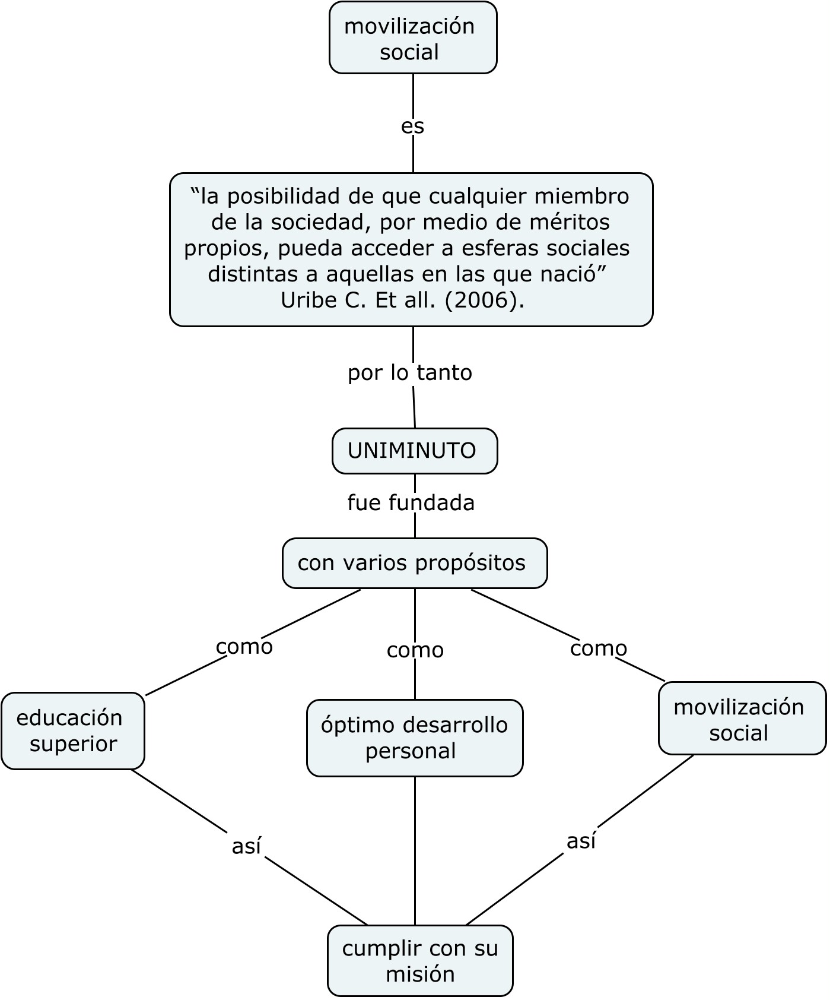 movilización
social
es
“la posibilidad de que cualquier miembro
de la sociedad, por medio de méritos
propios, pueda acceder a esferas sociales
distintas a aquellas en las que nació”
Uribe C. Et all. (2006).
por lo tanto
UNIMINUTO
fue fundada
con varios propósitos
como
como
como
educación
superior
óptimo desarrollo
personal
movilización
social
así
así
cumplir con su
misión